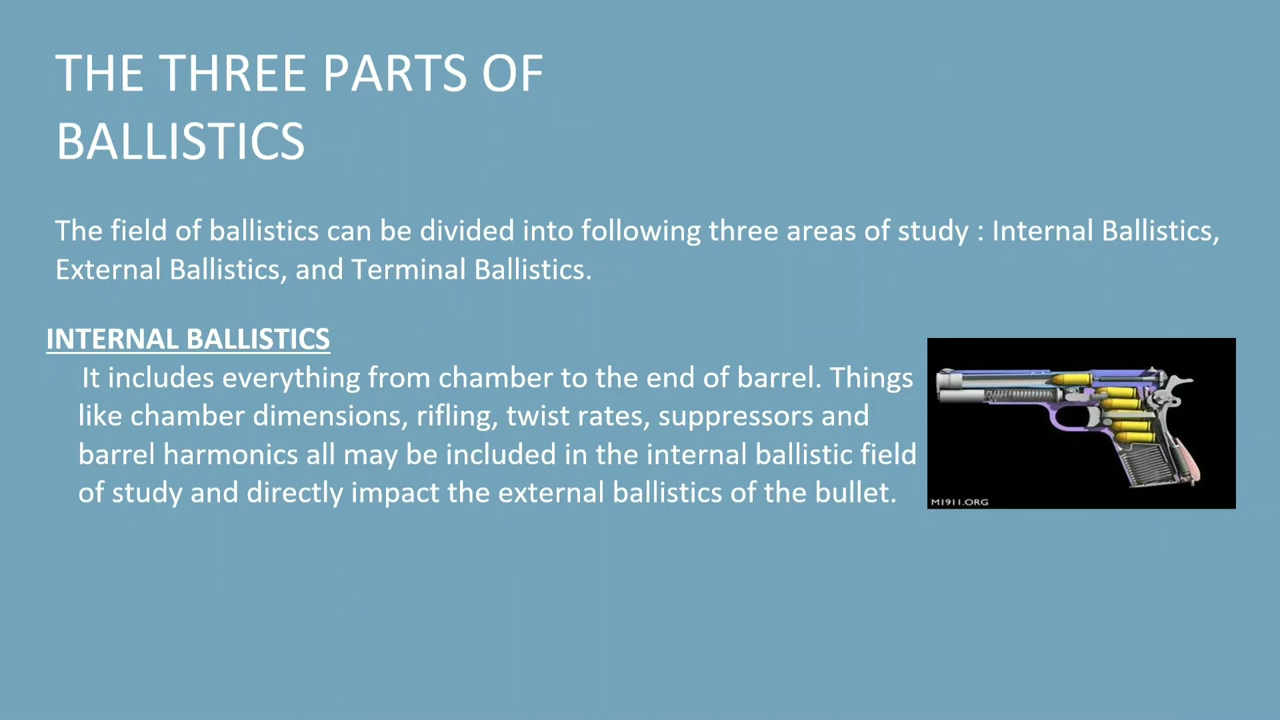 THE THREE PARTS OF
BALLISTICS
The field of ballistics can be divided into following three areas of study : Internal Ballistics,
External Ballistics, and Terminal Ballistics.
INTERNAL BALLISTICS
It includes everything from chamber to the end of barrel. Things
like chamber dimensions, rifling, twist rates, suppressors and
barrel harmonics all may be included in the internal ballistic field
of study and directly impact the external ballistics of the bullet.
M1911.ORG